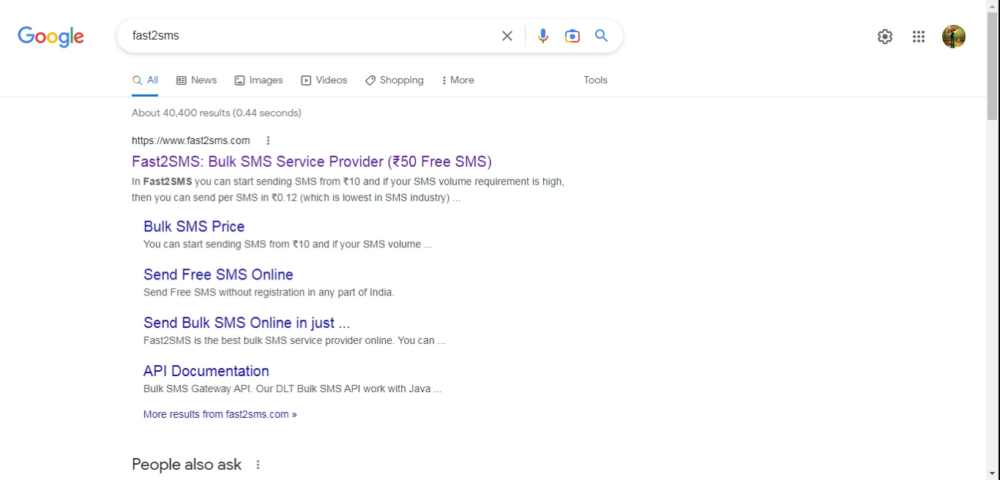 Google
fast2sms
All News Images Videos Shopping More Tools
About 40,400 results (0.44 seconds)
https://www.fast2sms.com
Fast2SMS: Bulk SMS Service Provider (₹50 Free SMS)
In Fast2SMS you can start sending SMS from ₹10 and if your SMS volume requirement is high,
then you can send per SMS in ₹0.12 (which is lowest in SMS industry) ...
Bulk SMS Price
You can start sending SMS from ₹10 and if your SMS volume ...
Send Free SMS Online
Send Free SMS without registration in any part of India.
Send Bulk SMS Online in just ...
Fast2SMS is the best bulk SMS service provider online. You can ...
API Documentation
Bulk SMS Gateway API. Our DLT Bulk SMS API work with Java ...
More results from fast2sms.com »
People also ask